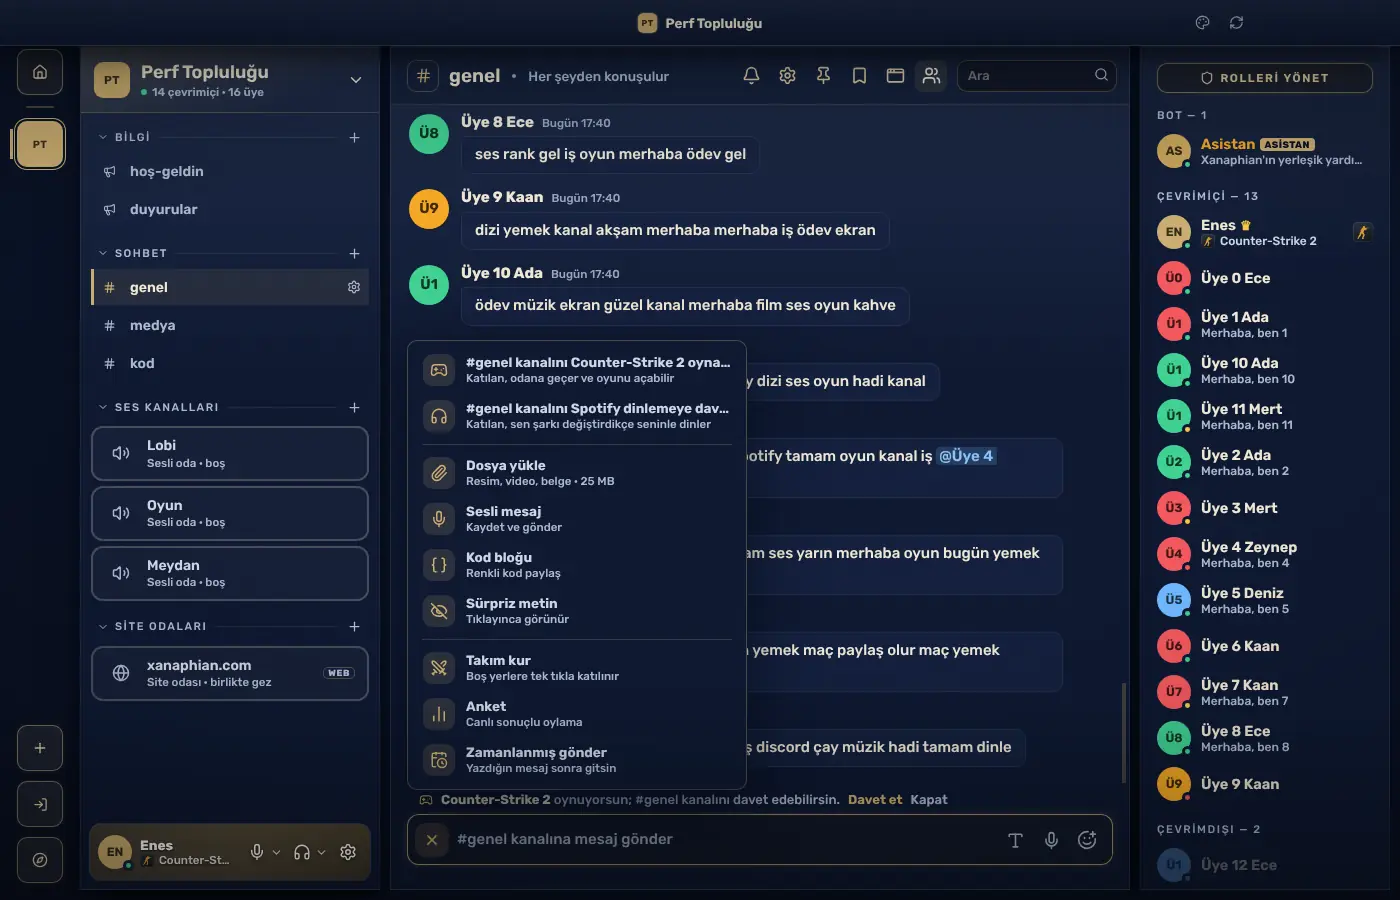 PT Perf Topluluğu
PT
PT
Perf Topluluğu
14 çevrimiçi • 16 üye
BİLGİ
hoş-geldin
duyurular
SOHBET
# genel
# medya
# kod
SES KANALLARI
Lobi
Sesli oda • boş
Oyun
Sesli oda • boş
Meydan
Sesli oda • boş
SİTE ODALARI
xanaphian.com
Site odası • birlikte gez
WEB
EN
Enes
Counter-St...
# genel • Her şeyden konuşulur
Ara
Ü8
Üye 8 Ece Bugün 17:40
ses rank gel iş oyun merhaba ödev gel
Ü9
Üye 9 Kaan Bugün 17:40
dizi yemek kanal akşam merhaba merhaba iş ödev ekran
Ü1
Üye 10 Ada Bugün 17:40
ödev müzik ekran güzel kanal merhaba film ses oyun kahve
dizi ses oyun hadi kanal
tamam oyun kanal iş @Üye 4
ses yarın merhaba oyun bugün yemek
yemek maç paylaş olur maç yemek
discord çay müzik hadi tamam dinle
#genel kanalını Counter-Strike 2 oyna...
Katılan, odana geçer ve oyunu açabilir
#genel kanalını Spotify dinlemeye dav...
Katılan, sen şarkı değiştirdikçe seninle dinler
Dosya yükle
Resim, video, belge • 25 MB
Sesli mesaj
Kaydet ve gönder
Kod bloğu
Renkli kod paylaş
Sürpriz metin
Tıklayınca görünür
Takım kur
Boş yerlere tek tıkla katılınır
Anket
Canlı sonuçlu oylama
Zamanlanmış gönder
Yazdığın mesaj sonra gitsin
Counter-Strike 2 oynuyorsun; #genel kanalını davet edebilirsin. Davet et Kapat
#genel kanalına mesaj gönder
ROLLERİ YÖNET
BOT — 1
AS
Asistan ASİSTAN
Xanaphian'ın yerleşik yardı...
ÇEVRİMİÇİ — 13
EN
Enes
Counter-Strike 2
Ü0
Üye 0 Ece
Ü1
Üye 1 Ada
Merhaba, ben 1
Ü1
Üye 10 Ada
Merhaba, ben 10
Ü1
Üye 11 Mert
Merhaba, ben 11
Ü2
Üye 2 Ada
Merhaba, ben 2
Ü3
Üye 3 Mert
Ü4
Üye 4 Zeynep
Merhaba, ben 4
Ü5
Üye 5 Deniz
Merhaba, ben 5
Ü6
Üye 6 Kaan
Ü7
Üye 7 Kaan
Merhaba, ben 7
Ü8
Üye 8 Ece
Merhaba, ben 8
Ü9
Üye 9 Kaan
ÇEVRİMDIŞI — 2
Ü1
Üye 12 Ece